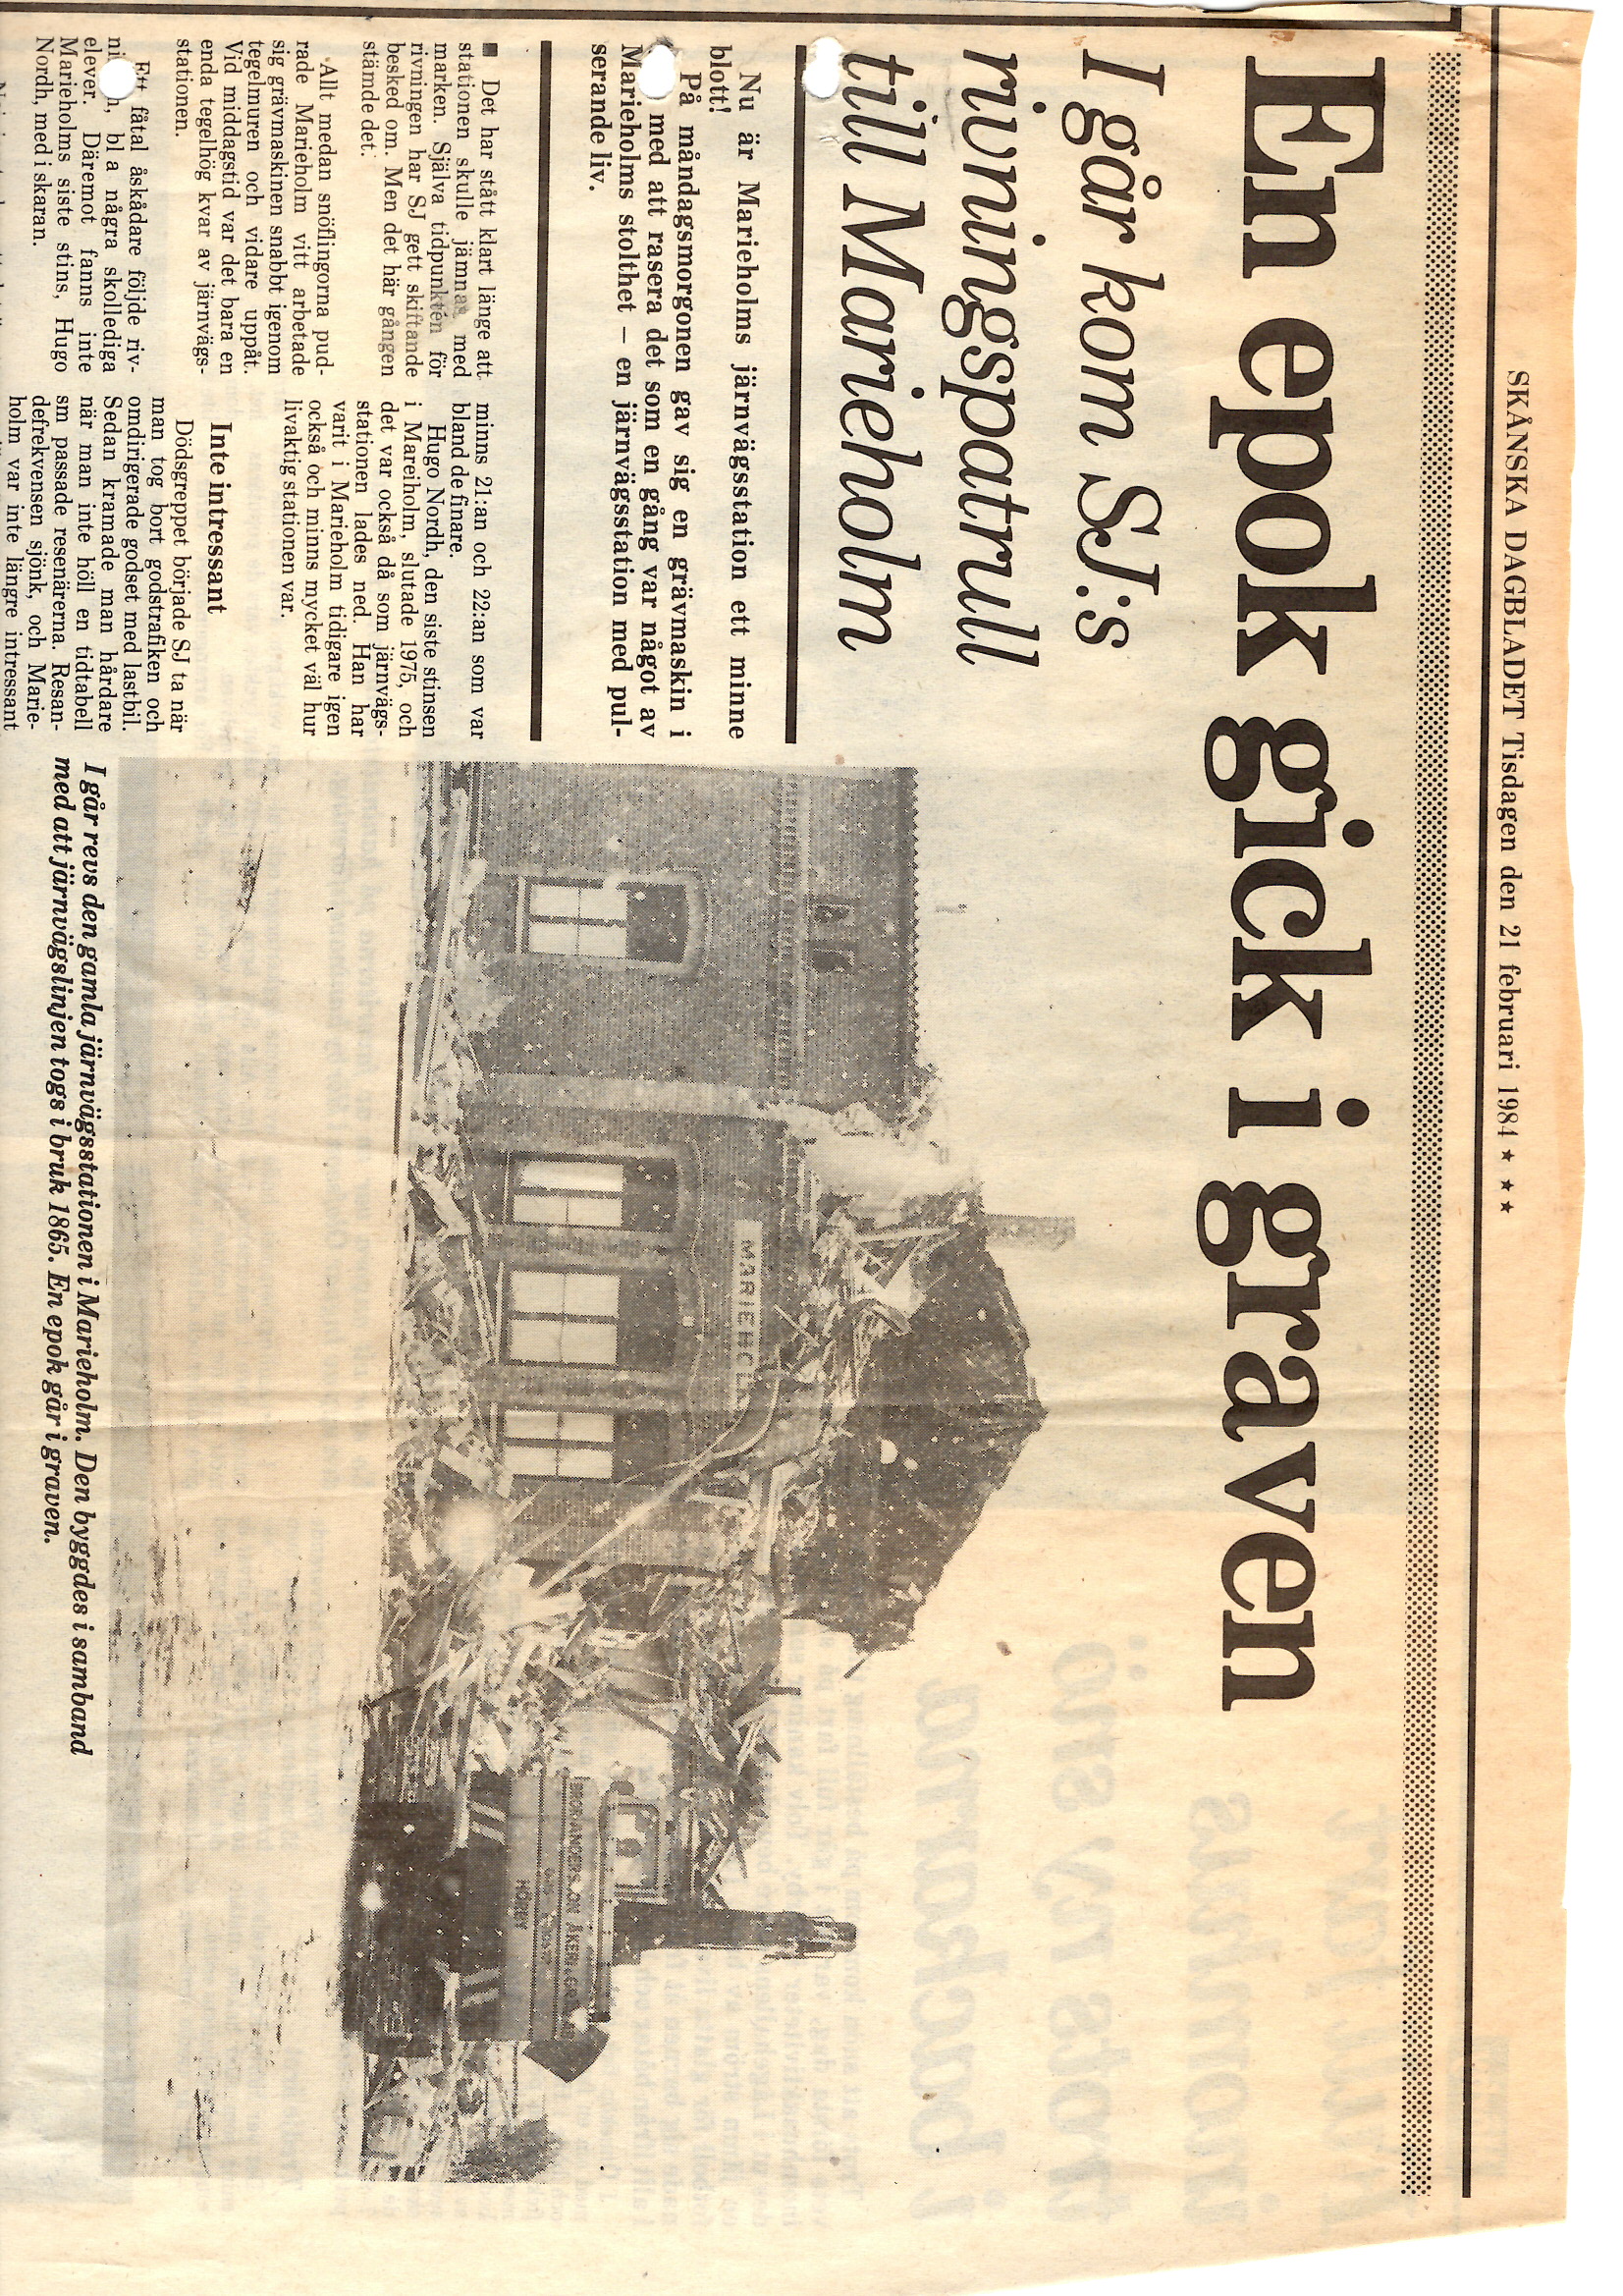 SKÅNSKA DAGBLADET Tisdagen den 21 februari 1984 ★ ★ ★
En epok gick i graven
I går kom SJ:s
rivningspatrull
till Marieholm
Nu är Marieholms järnvägsstation ett minne
blott!
På måndagsmorgonen gav sig en grävmaskin i
med att rasera det som en gång var något av
Marieholms stolthet – en järnvägsstation med pul-
serande liv.
■ Det har stått klart länge att
stationen skulle jämnas med
marken. Själva tidpunkten för
rivningen har SJ gett skiftande
besked om. Men det här gången
stämde det.
Allt medan snöflingorna pud-
rade Marieholm vitt arbetade
sig grävmaskinen snabbt igenom
tegelmuren och vidare uppåt.
Vid middagstid var det bara en
enda tegelhög kvar av järnvägs-
stationen.
Ett fåtal åskådare följde riv-
bl a några skollediga
elever. Däremot fanns inte
Marieholms siste stins, Hugo
Nordh, med i skaran.
minns 21:an och 22:an som var
bland de finare.
Hugo Nordh, den siste stinsen
i Mareiholm, slutade 1975, och
det var också då som järnvägs-
stationen lades ned. Han har
varit i Marieholm tidigare igen
också och minns mycket väl hur
livaktig stationen var.
Inte intressant
Dödsgreppet började SJ ta när
man tog bort godstrafiken och
omdirigerade godset med lastbil.
Sedan kramade man hårdare
när man inte höll en tidtabell
sm passade resenärerna. Resan-
defrekvensen sjönk, och Marie-
holm var inte längre intressant
MARIEHOL
BROR ANDERSSON ÅKERI & GR
HÖRBY
I går revs den gamla järnvägsstationen i Marieholm. Den byggdes i samband
med att järnvägslinjen togs i bruk 1865. En epok går i graven.